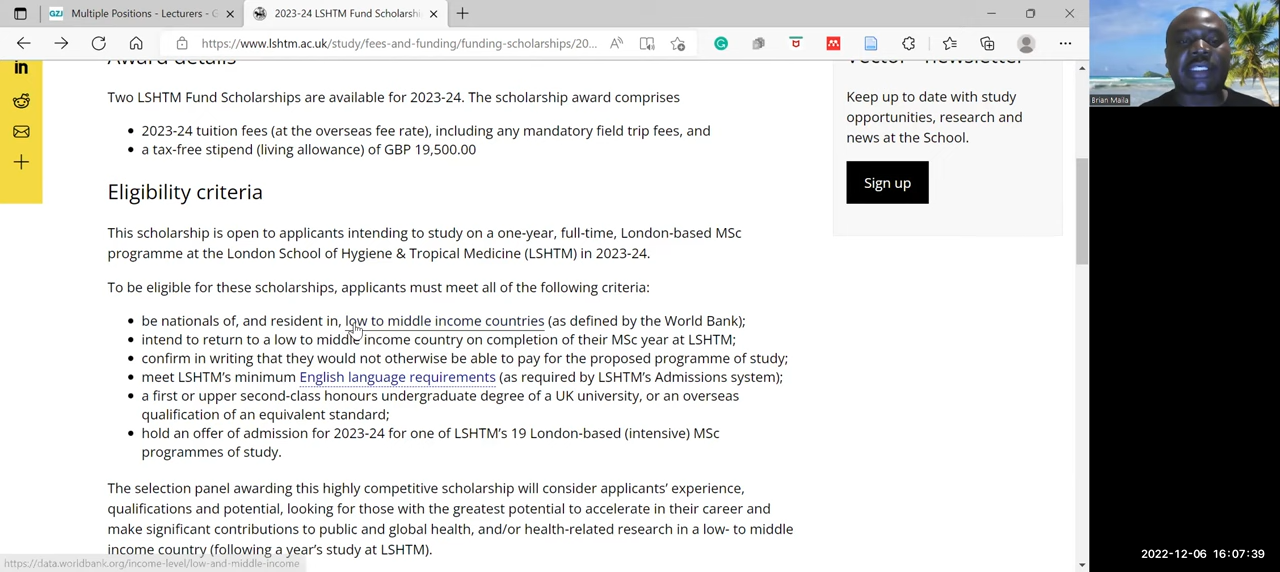 GZJ Multiple Positions - Lecturers - G
2023-24 LSHTM Fund Scholarshi
https://www.lshtm.ac.uk/study/fees-and-funding/funding-scholarships/20...
in
Award details
Two LSHTM Fund Scholarships are available for 2023-24. The scholarship award comprises
• 2023-24 tuition fees (at the overseas fee rate), including any mandatory field trip fees, and
• a tax-free stipend (living allowance) of GBP 19,500.00
Eligibility criteria
This scholarship is open to applicants intending to study on a one-year, full-time, London-based MSc
programme at the London School of Hygiene & Tropical Medicine (LSHTM) in 2023-24.
To be eligible for these scholarships, applicants must meet all of the following criteria:
• be nationals of, and resident in, low to middle income countries (as defined by the World Bank);
• intend to return to a low to middle income country on completion of their MSc year at LSHTM;
• confirm in writing that they would not otherwise be able to pay for the proposed programme of study;
• meet LSHTM's minimum English language requirements (as required by LSHTM's Admissions system);
• a first or upper second-class honours undergraduate degree of a UK university, or an overseas
qualification of an equivalent standard;
• hold an offer of admission for 2023-24 for one of LSHTM's 19 London-based (intensive) MSc
programmes of study.
The selection panel awarding this highly competitive scholarship will consider applicants' experience,
qualifications and potential, looking for those with the greatest potential to accelerate in their career and
make significant contributions to public and global health, and/or health-related research in a low- to middle
income country (following a year's study at LSHTM).
https://data.worldbank.org/income-level/low-and-middle-income
Vector - newsletter
Keep up to date with study
opportunities, research and
news at the School.
Sign up
Brian Maila
2022-12-06 16:07:39